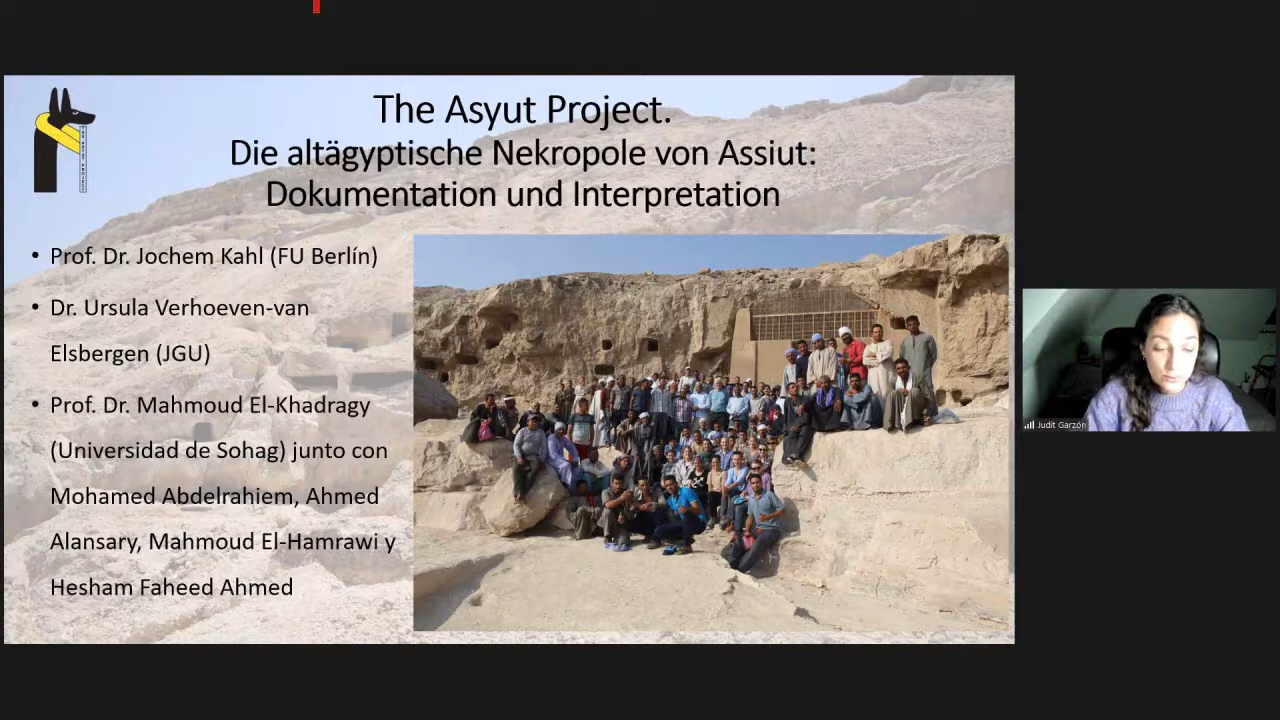 The Asyut Project.
Die altägyptische Nekropole von Assiut:
Dokumentation und Interpretation
• Prof. Dr. Jochem Kahl (FU Berlín)
• Dr. Ursula Verhoeven-van
Elsbergen (JGU)
• Prof. Dr. Mahmoud El-Khadragy
(Universidad de Sohag) junto con
Mohamed Abdelrahiem, Ahmed
Alansary, Mahmoud El-Hamrawi y
Hesham Faheed Ahmed
Judit Garzón